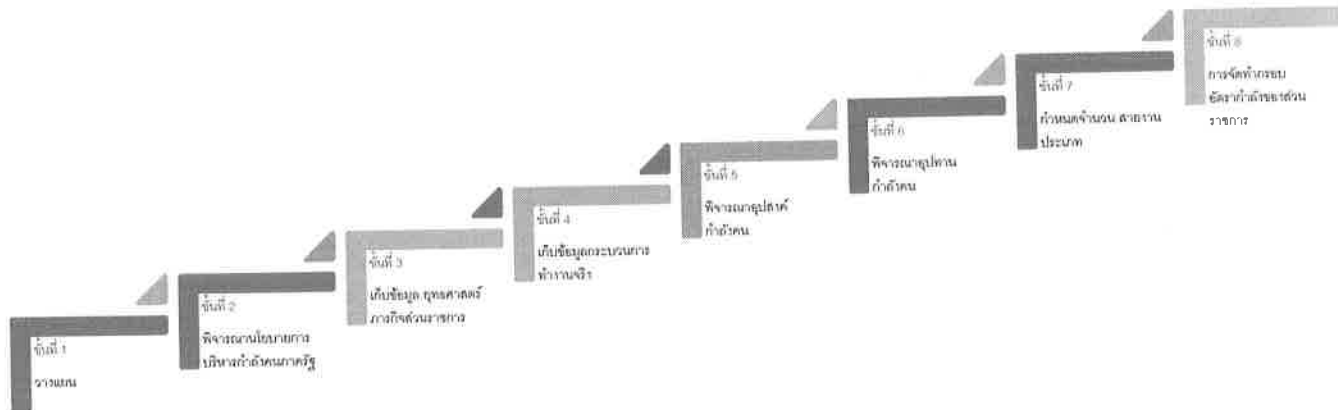 ขั้นที่ 1
วางแผน
ขั้นที่ 2
พิจารณานโยบายการ
บริหารกำลังคนภาครัฐ
ขั้นที่ 3
เก็บข้อมูล ยุทธศาสตร์
ภารกิจส่วนราชการ
ขั้นที่ 4
เก็บข้อมูลกระบวนการ
ทำงานจริง
ขั้นที่ 5
พิจารณาอุปสงค์
กำลังคน
ขั้นที่ 6
พิจารณาอุปทาน
กำลังคน
ขั้นที่ 7
กำหนดจำนวน สายงาน
ประเภท
ขั้นที่ 8
การจัดทำกรอบ
อัตรากำลังของส่วน
ราชการ